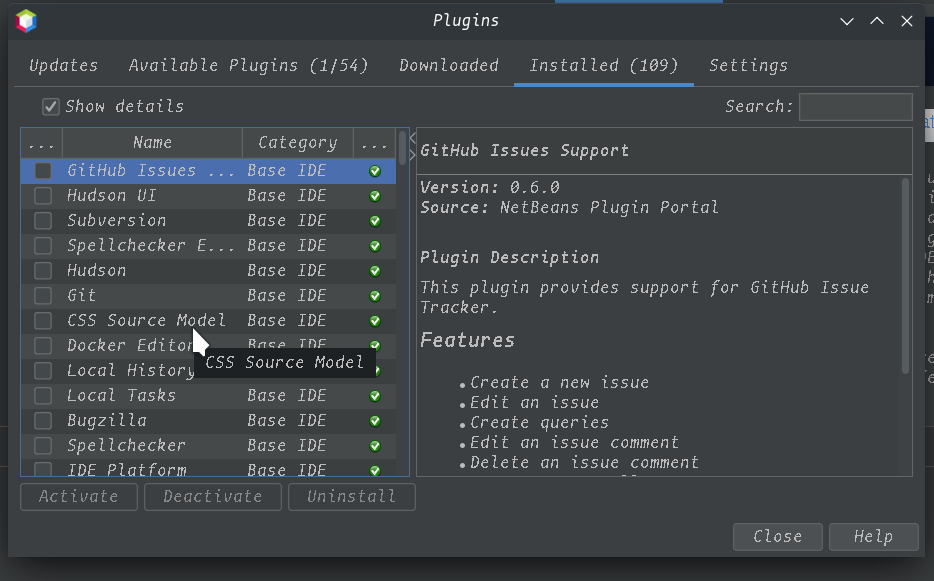 Plugins
Updates Available Plugins (1/54) Downloaded Installed (109) Settings
Show details Search:
... Name Category ...
GitHub Issues ... Base IDE
Hudson UI Base IDE
Subversion Base IDE
Spellchecker E... Base IDE
Hudson Base IDE
Git Base IDE
CSS Source Model Base IDE
Docker Editor Base IDE
CSS Source Model
Local History
Local Tasks Base IDE
Bugzilla Base IDE
Spellchecker Base IDE
IDE Platform Base IDE
GitHub Issues Support
Version: 0.6.0
Source: NetBeans Plugin Portal
Plugin Description
This plugin provides support for GitHub Issue
Tracker.
Features
• Create a new issue
• Edit an issue
• Create queries
• Edit an issue comment
• Delete an issue comment
Activate Deactivate Uninstall
Close Help